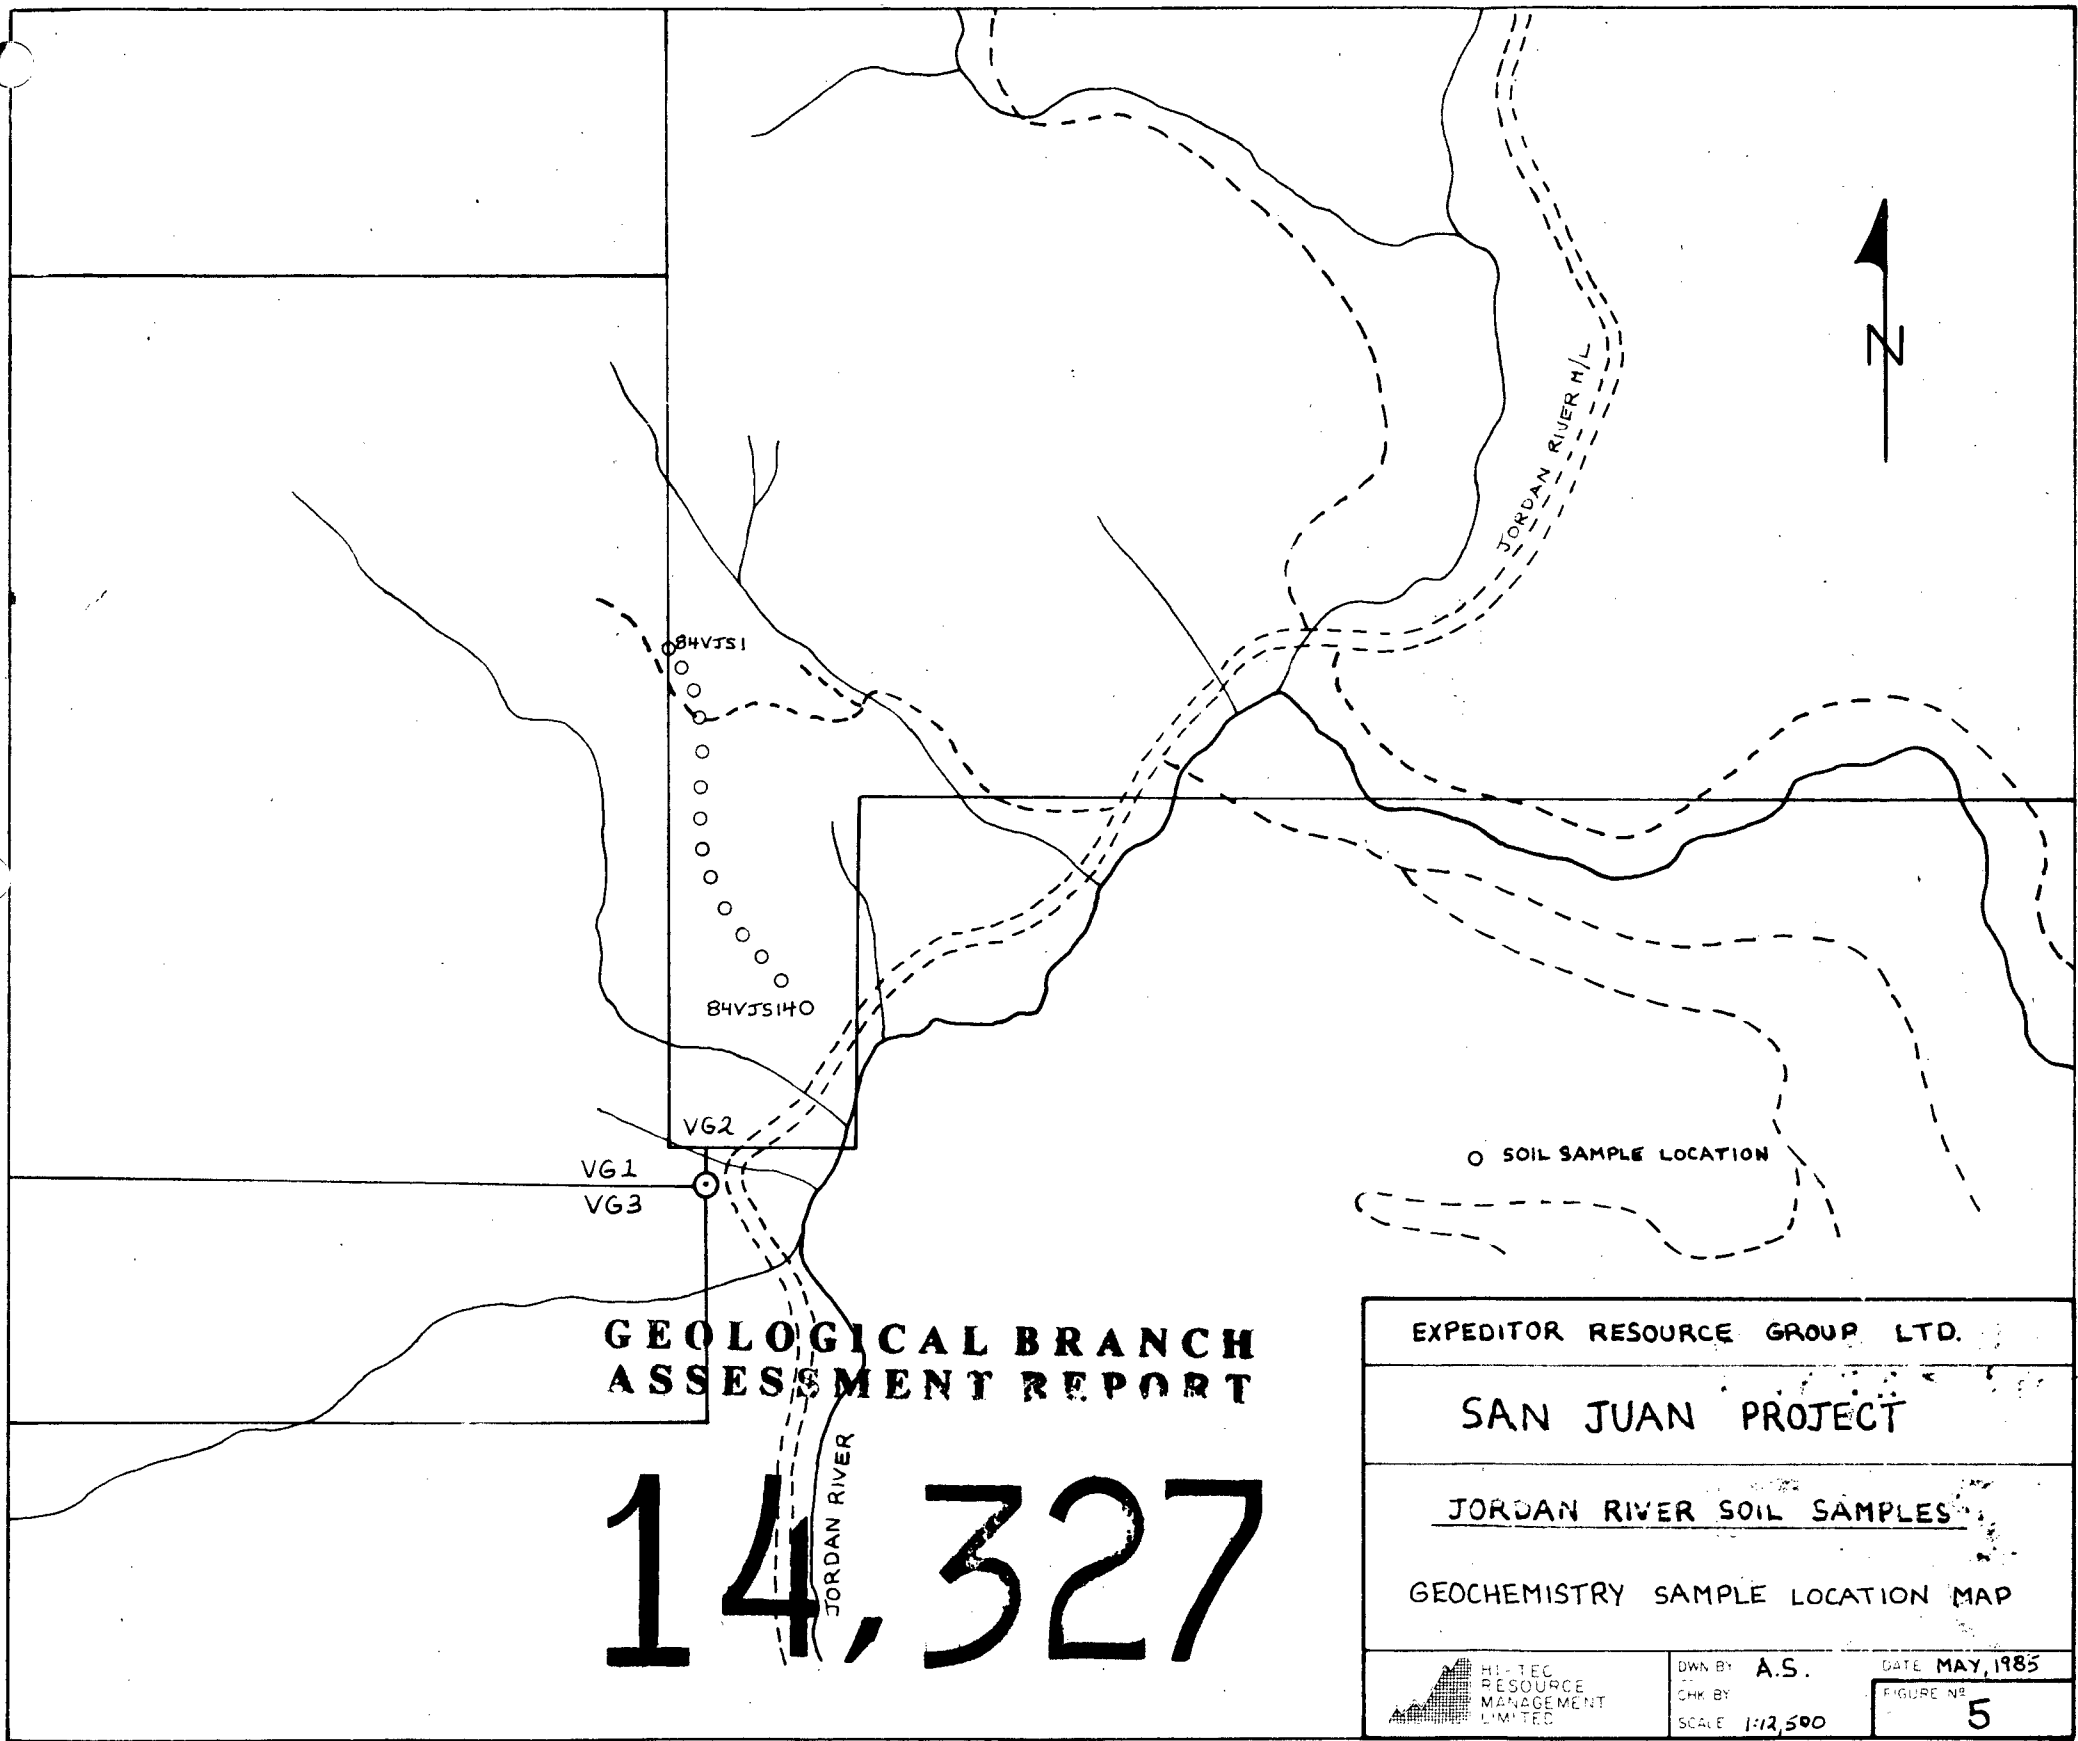 N
JORDAN RIVER M/L
84VJS1
84VJS14
VG2
VG1
VG3
SOIL SAMPLE LOCATION
GEOLOGICAL BRANCH
ASSESSMENT REPORT
14,327
JORDAN RIVER
EXPEDITOR RESOURCE GROUP LTD.
SAN JUAN PROJECT
JORDAN RIVER SOIL SAMPLES
GEOCHEMISTRY SAMPLE LOCATION MAP
HI-TEC
RESOURCE
MANAGEMENT
LIMITED
DWN BY A.S.
CHK BY
SCALE 1:12,500
DATE MAY, 1985
FIGURE Nº
5